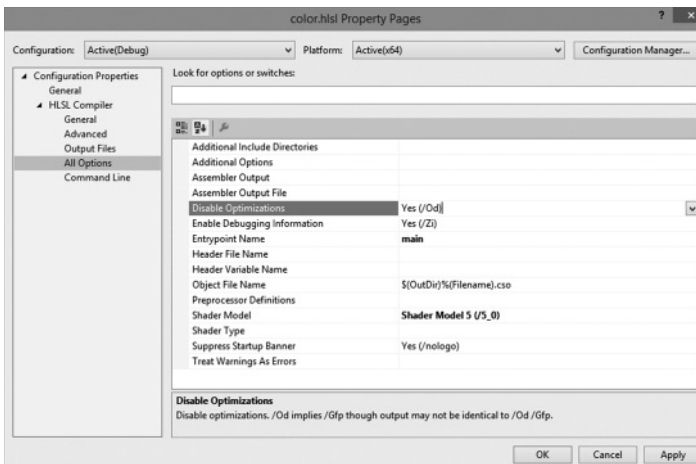 color.hlsl Property Pages
? ×
Configuration: Active(Debug) Platform: Active(x64) Configuration Manager...
Configuration Properties
General
HLSL Compiler
General
Advanced
Output Files
All Options
Command Line
Look for options or switches:
Additional Include Directories
Additional Options
Assembler Output
Assembler Output File
Disable Optimizations Yes (/Od)
Enable Debugging Information Yes (/Zi)
Entrypoint Name main
Header File Name
Header Variable Name
Object File Name $(OutDir)%(Filename).cso
Preprocessor Definitions
Shader Model Shader Model 5 (/5_0)
Shader Type
Suppress Startup Banner Yes (/nologo)
Treat Warnings As Errors
Disable Optimizations
Disable optimizations. /Od implies /Gfp though output may not be identical to /Od /Gfp.
OK Cancel Apply